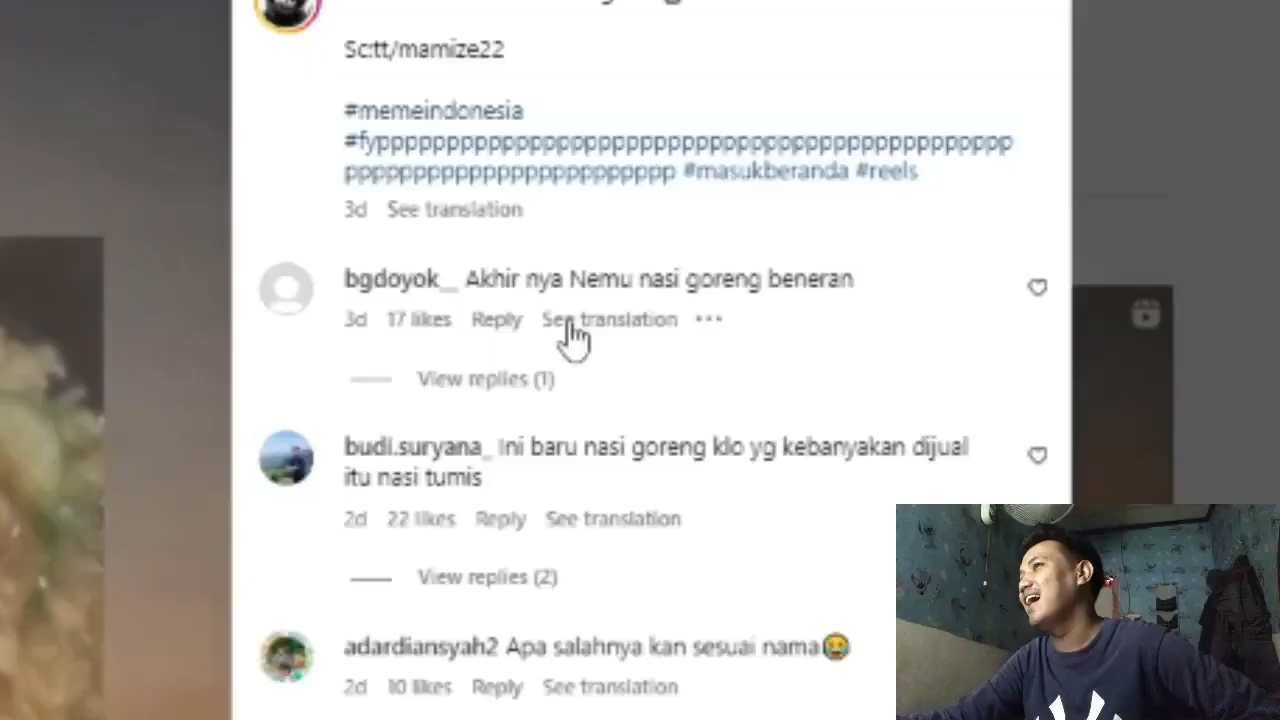 Sc:tt/mamize22
#memeindonesia
#masukberanda #reels
3d See translation
bgdoyok__ Akhir nya Nemu nasi goreng beneran
3d 17 likes Reply See translation ...
View replies (1)
budi.suryana_ Ini baru nasi goreng klo yg kebanyakan dijual
itu nasi tumis
2d 22 likes Reply See translation
View replies (2)
adardiansyah2 Apa salahnya kan sesuai nama😂
2d 10 likes Reply See translation